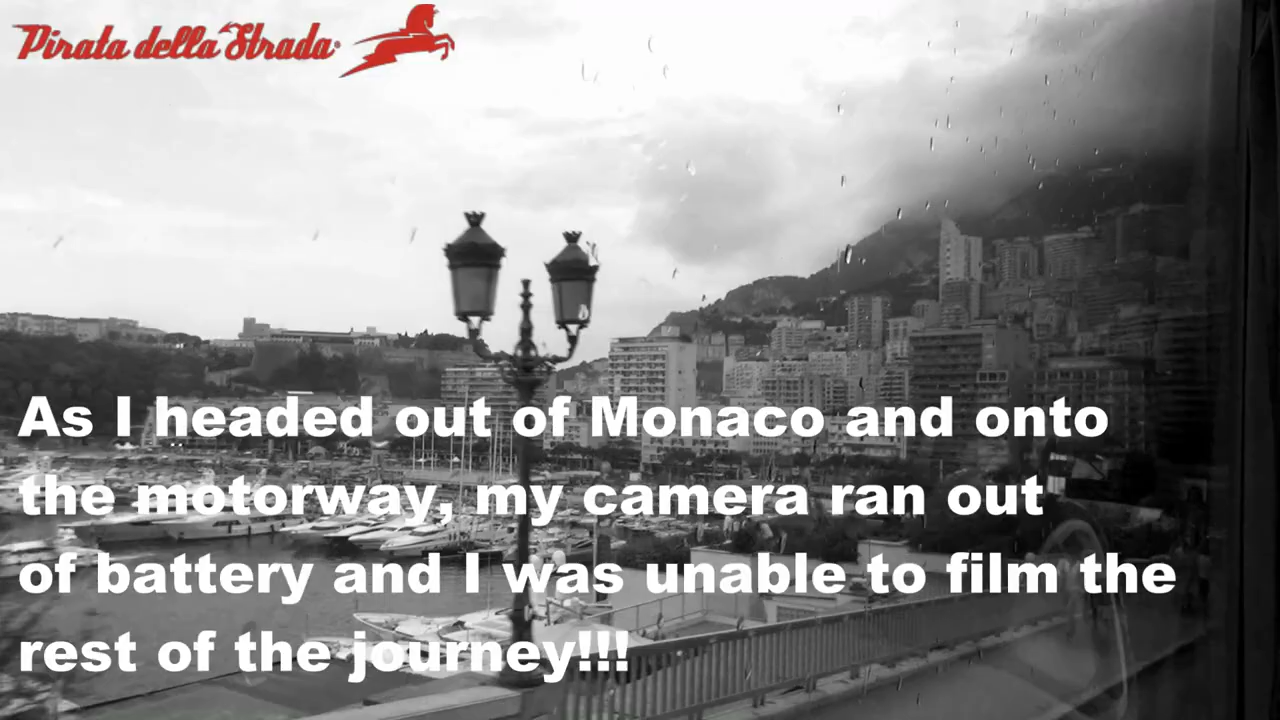 Pirata della Strada
As I headed out of Monaco and onto
the motorway, my camera ran out
of battery and I was unable to film the
rest of the journey!!!